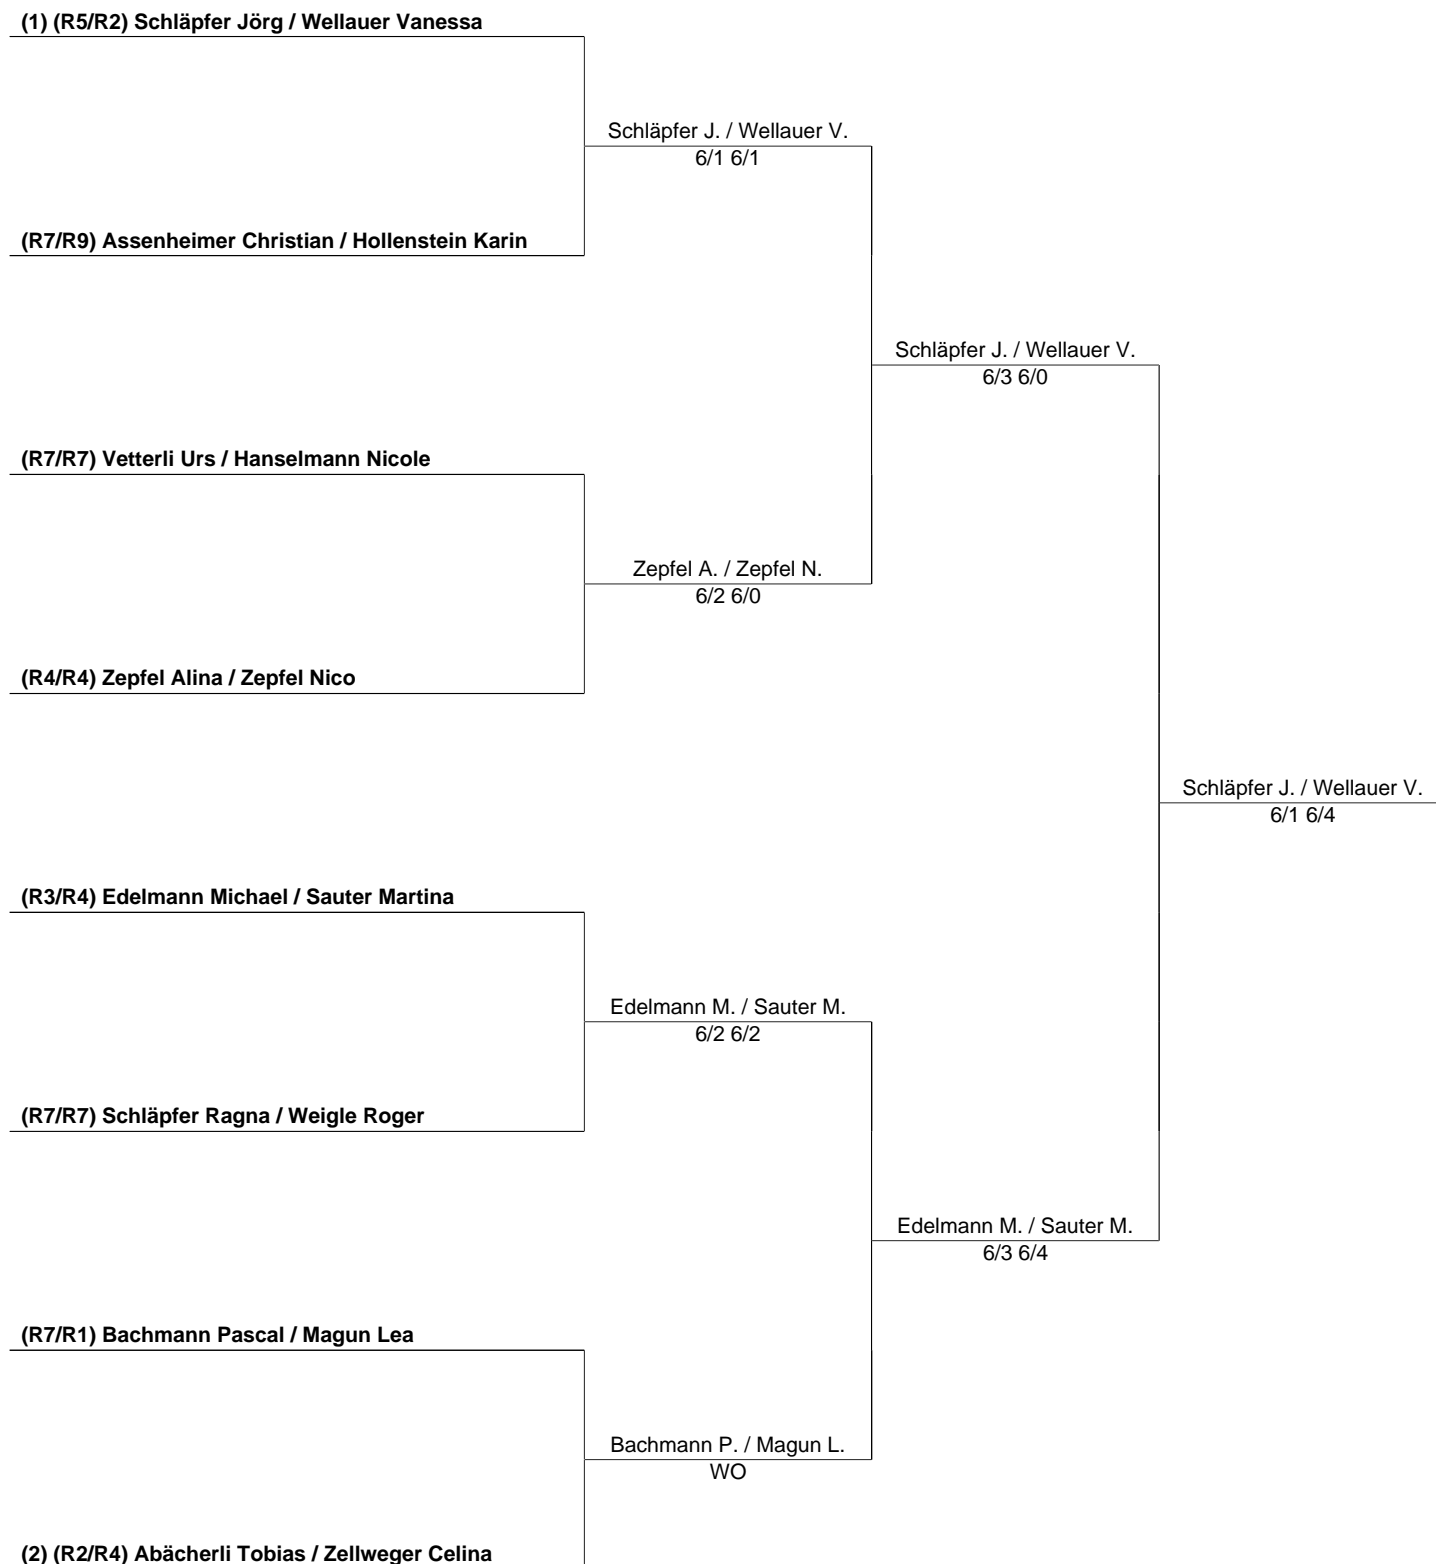 (1) (R5/R2) Schläpfer Jörg / Wellauer Vanessa
Schläpfer J. / Wellauer V.
6/1 6/1
(R7/R9) Assenheimer Christian / Hollenstein Karin
Schläpfer J. / Wellauer V.
6/3 6/0
(R7/R7) Vetterli Urs / Hanselmann Nicole
Zepfel A. / Zepfel N.
6/2 6/0
(R4/R4) Zepfel Alina / Zepfel Nico
Schläpfer J. / Wellauer V.
6/1 6/4
(R3/R4) Edelmann Michael / Sauter Martina
Edelmann M. / Sauter M.
6/2 6/2
(R7/R7) Schläpfer Ragna / Weigle Roger
Edelmann M. / Sauter M.
6/3 6/4
(R7/R1) Bachmann Pascal / Magun Lea
Bachmann P. / Magun L.
WO
(2) (R2/R4) Abächerli Tobias / Zellweger Celina